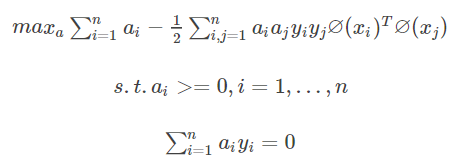 max_a ∑_{i=1}^{n} a_i − \frac{1}{2} ∑_{i,j=1}^{n} a_i a_j y_i y_j ∅(x_i)^T ∅(x_j)
s.t. a_i >= 0, i = 1, . . . , n
∑_{i=1}^{n} a_i y_i = 0